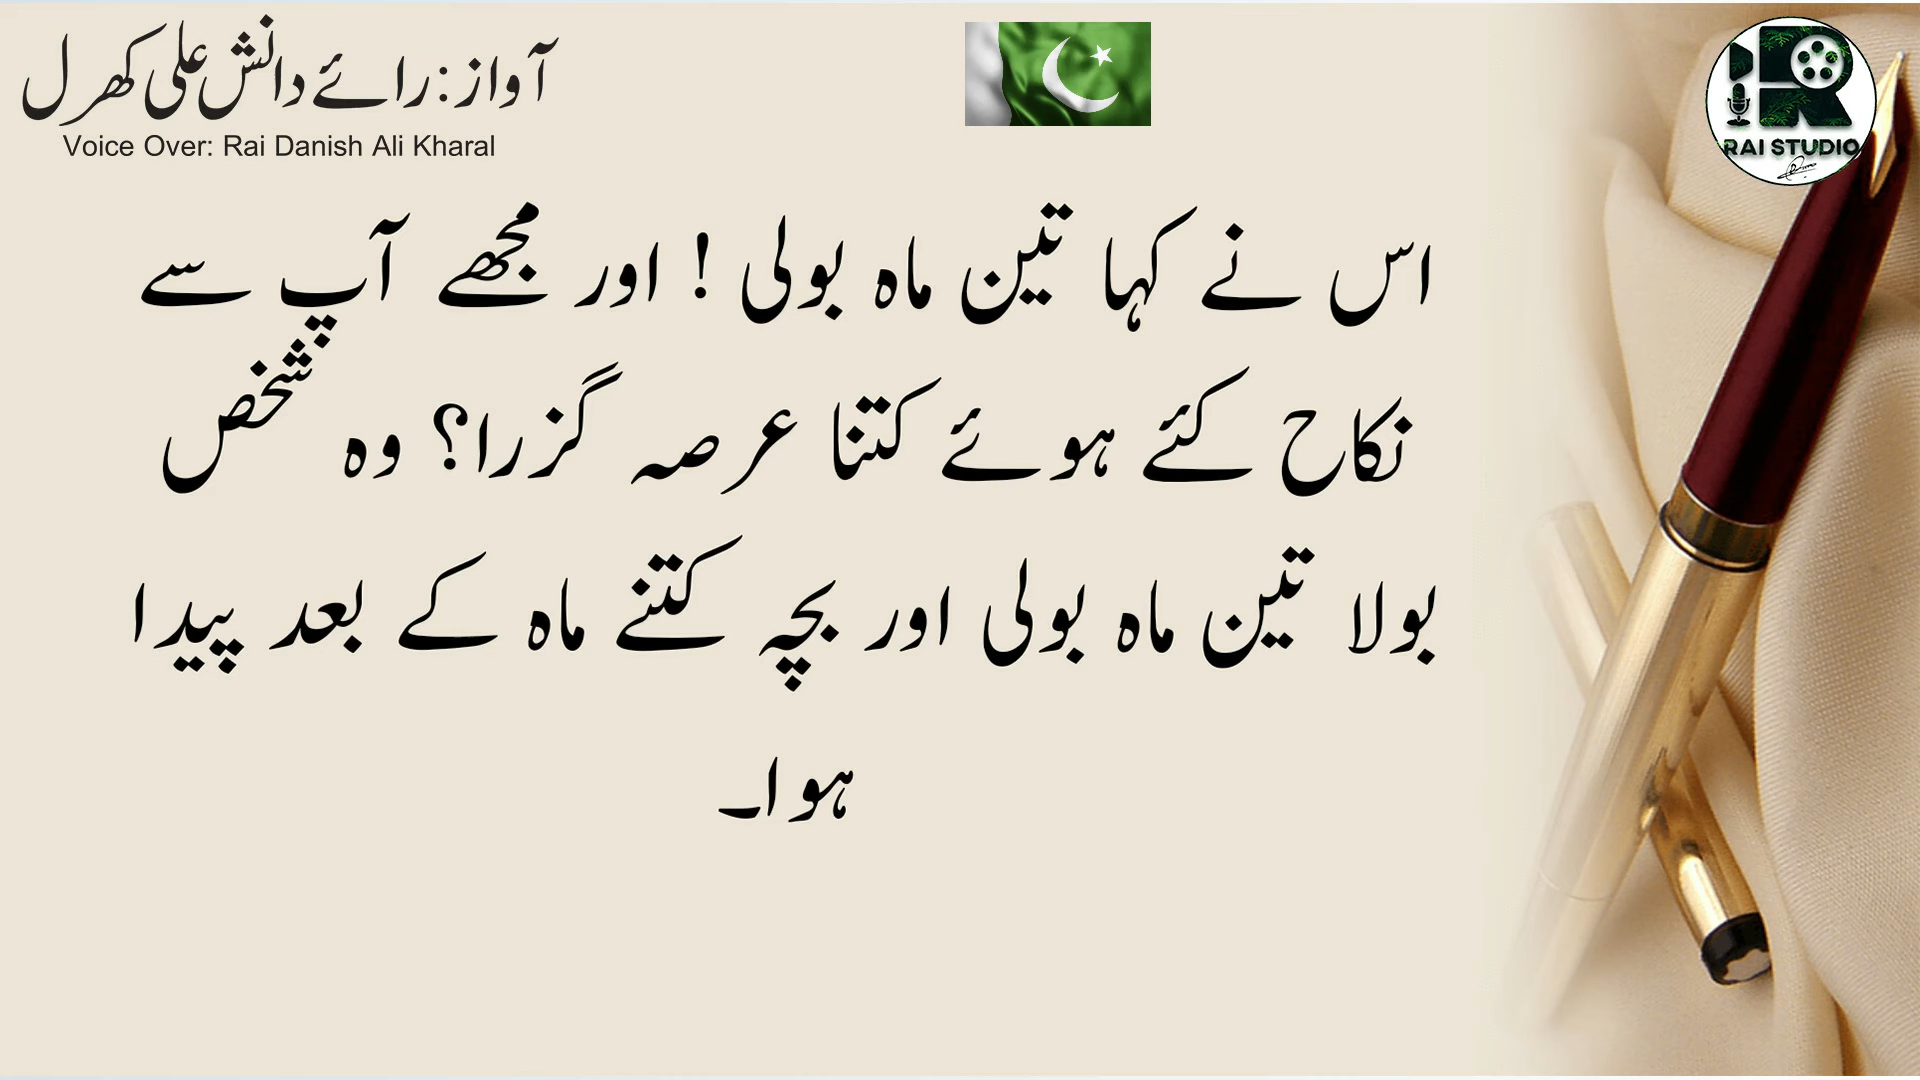 آواز: رائے دانش علی کھرل
Voice Over: Rai Danish Ali Kharal
RAI STUDIO
اس نے کہا تین ماہ بولی ! اور مجھے آپ سے
نکاح کئے ہوئے کتنا عرصہ گزرا؟ وہ شخص
بولا تین ماہ بولی اور بچہ کتنے ماہ کے بعد پیدا
ہوا۔